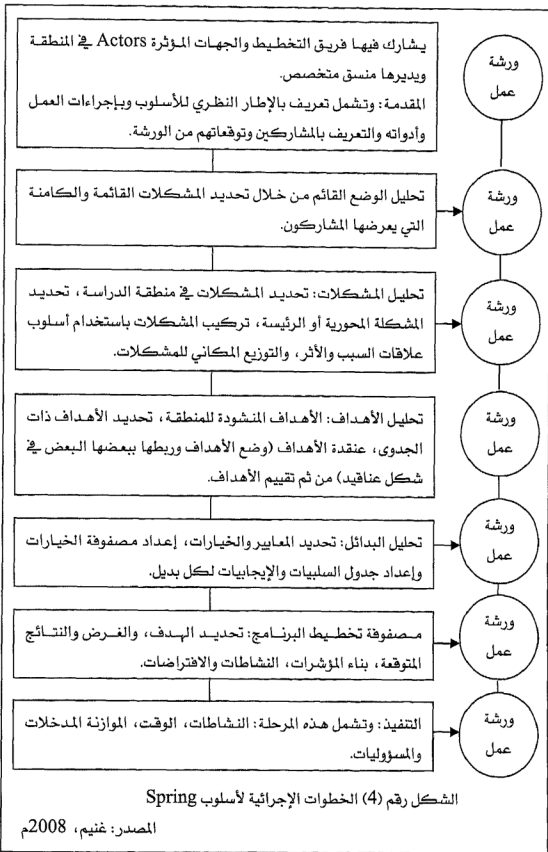 يشارك فيها فريق التخطيط والجهات المؤثرة Actors في المنطقة
ويديرها منسق متخصص.
المقدمة: وتشمل تعريف بالإطار النظري للأسلوب وبإجراءات العمل
وأدواته والتعريف بالمشاركين وتوقعاتهم من الورشة.
ورشة
عمل
تحليل الوضع القائم من خلال تحديد المشكلات القائمة والكامنة
التي يعرضها المشاركون.
ورشة
عمل
تحليل المشكلات: تحديد المشكلات في منطقة الدراسة، تحديد
المشكلة المحورية أو الرئيسة، تركيب المشكلات باستخدام أسلوب
علاقات السبب والأثر، والتوزيع المكاني للمشكلات.
ورشة
عمل
تحليل الأهداف: الأهداف المنشودة للمنطقة، تحديد الأهداف ذات
الجدوى، عنقدة الأهداف (وضع الأهداف وربطها ببعضها البعض في
شكل عناقيد) من ثم تقييم الأهداف.
ورشة
عمل
تحليل البدائل: تحديد المعايير والخيارات، إعداد مصفوفة الخيارات
وإعداد جدول السلبيات والإيجابيات لكل بديل.
ورشة
عمل
مصفوفة تخطيط البرنامج: تحديد الهدف، والغرض والنتائج
المتوقعة، بناء المؤشرات، النشاطات والافتراضات.
ورشة
عمل
التنفيذ: وتشمل هذه المرحلة: النشاطات، الوقت، الموازنة المدخلات
والمسؤوليات.
ورشة
عمل
الشكل رقم (4) الخطوات الإجرائية لأسلوب Spring
المصدر: غنيم، 2008م